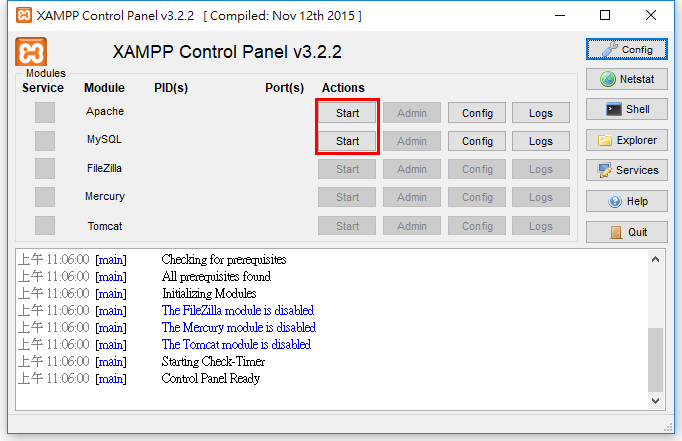 XAMPP Control Panel v3.2.2 [ Compiled: Nov 12th 2015 ]
XAMPP Control Panel v3.2.2
Config
Modules
Service Module PID(s) Port(s) Actions
Netstat
Apache Start Admin Config Logs
Shell
MySQL Start Admin Config Logs
Explorer
FileZilla Start Admin Config Logs
Services
Mercury Start Admin Config Logs
Help
Tomcat Start Admin Config Logs
Quit
上午 11:06:00 [main] Checking for prerequisites
上午 11:06:00 [main] All prerequisites found
上午 11:06:00 [main] Initializing Modules
上午 11:06:00 [main] The FileZilla module is disabled
上午 11:06:00 [main] The Mercury module is disabled
上午 11:06:00 [main] The Tomcat module is disabled
上午 11:06:00 [main] Starting Check-Timer
上午 11:06:00 [main] Control Panel Ready